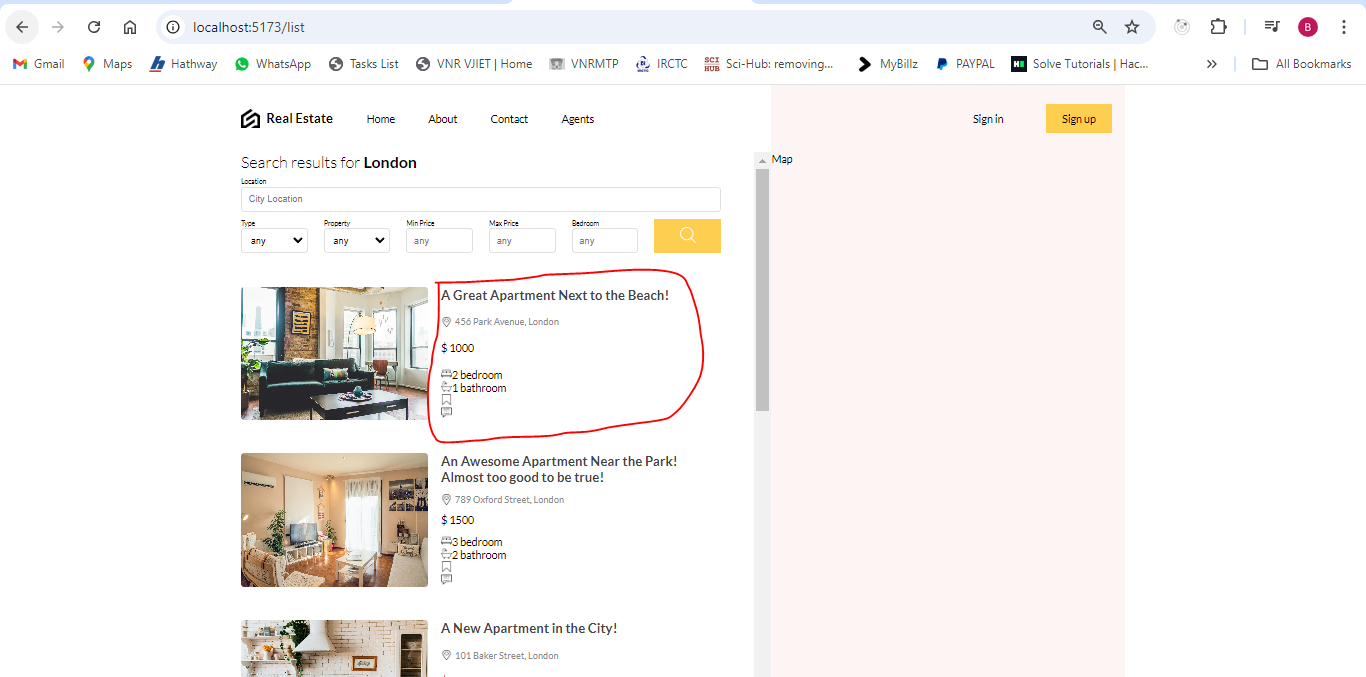 localhost:5173/list
B
Gmail Maps Hathway WhatsApp Tasks List VNR VJIET | Home VNRMTP IRCTC SCI HUB Sci-Hub: removing... MyBillz PAYPAL Solve Tutorials | Hac... » All Bookmarks
Real Estate Home About Contact Agents Sign in Sign up
Search results for London
Map
Location
City Location
Type Property Min Price Max Price Bedroom
any any any any any
A Great Apartment Next to the Beach!
456 Park Avenue, London
$ 1000
2 bedroom
1 bathroom
An Awesome Apartment Near the Park!
Almost too good to be true!
789 Oxford Street, London
$ 1500
3 bedroom
2 bathroom
A New Apartment in the City!
101 Baker Street, London